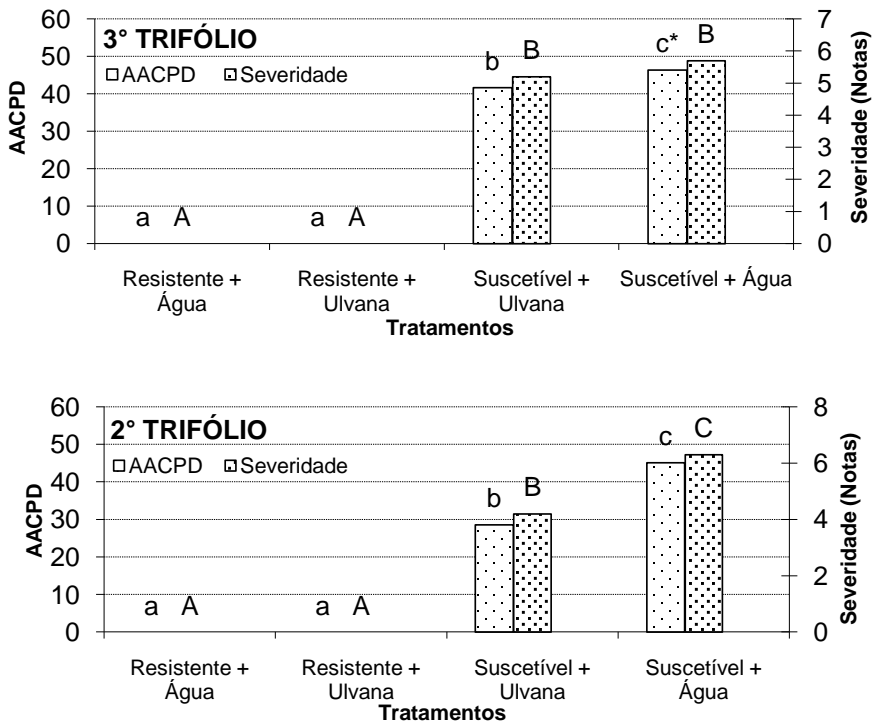 3° TRIFÓLIO
AACPD Severidade
AACPD
60
50
40
30
20
10
0
a A a A b B c* B
7
6
5
4
3
2
1
0
Severidade (Notas)
Resistente + Água
Resistente + Ulvana
Suscetível + Ulvana
Suscetível + Água
Tratamentos
2° TRIFÓLIO
AACPD Severidade
AACPD
60
50
40
30
20
10
0
a A a A b B c C
8
6
4
2
0
Severidade (Notas)
Resistente + Água
Resistente + Ulvana
Suscetível + Ulvana
Suscetível + Água
Tratamentos